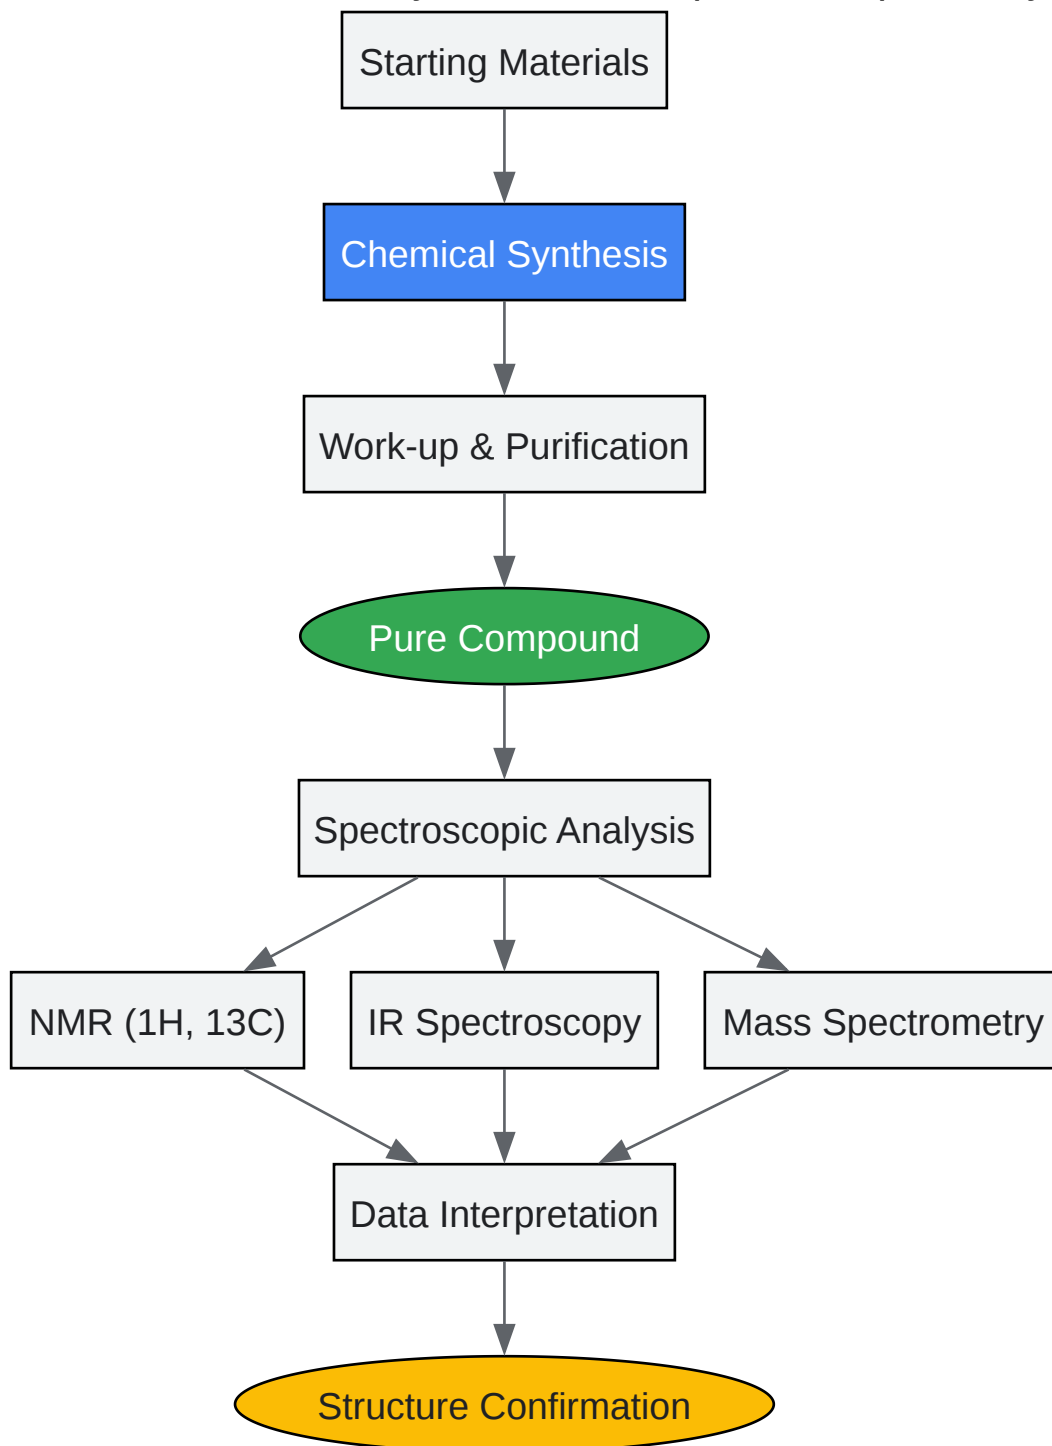 Starting Materials
Chemical Synthesis
Work-up & Purification
Pure Compound
Spectroscopic Analysis
NMR (1H, 13C)
IR Spectroscopy
Mass Spectrometry
Data Interpretation
Structure Confirmation